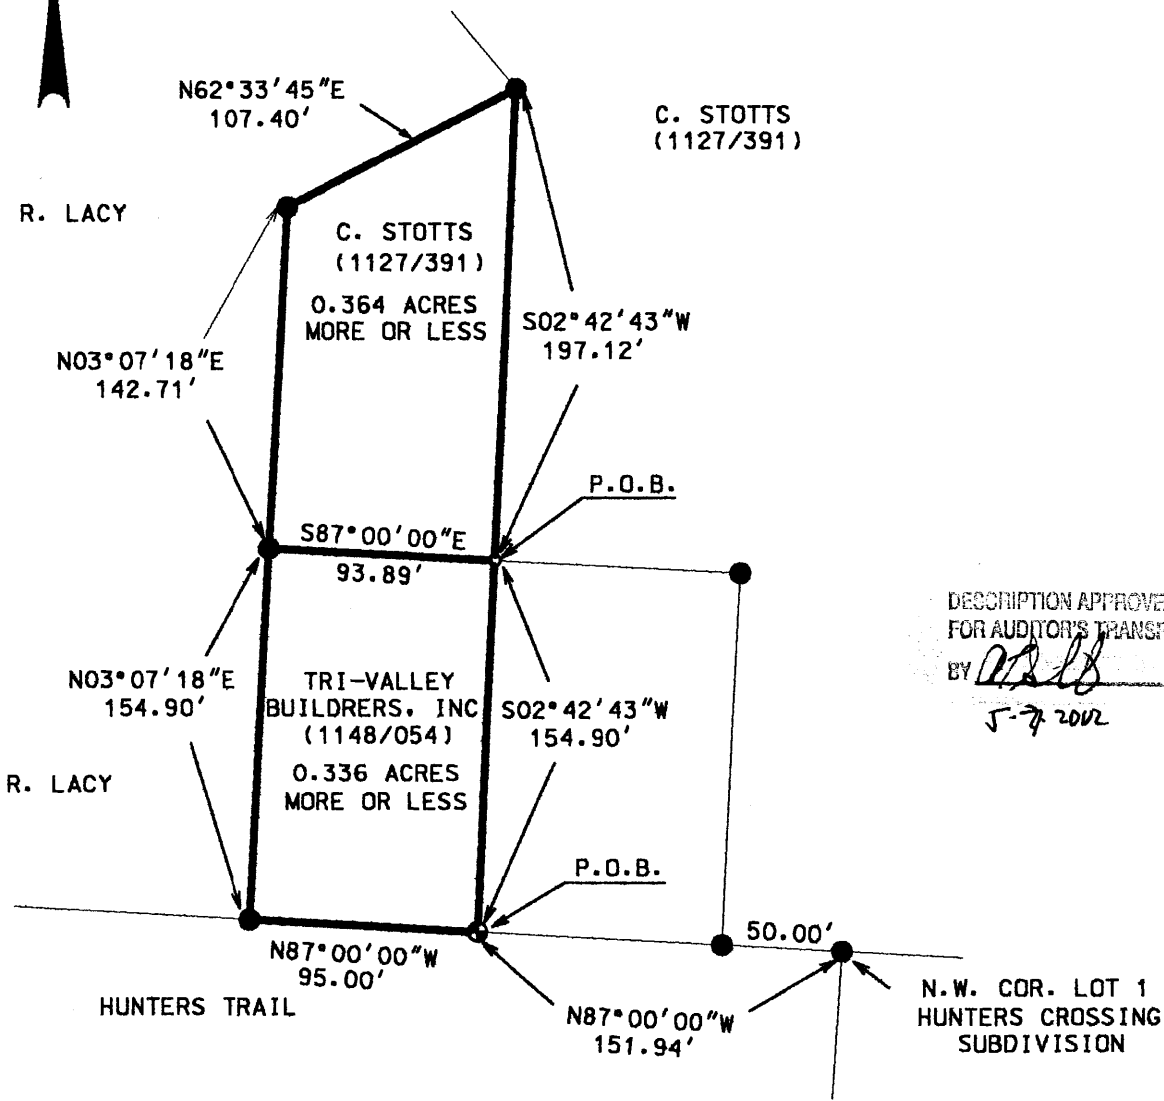 N62°33'45"E
107.40'
C. STOTTS
(1127/391)
R. LACY
C. STOTTS
(1127/391)
0.364 ACRES
MORE OR LESS
S02°42'43"W
197.12'
N03°07'18"E
142.71'
P.O.B.
S87°00'00"E
93.89'
DESCRIPTION APPROVE
FOR AUDITOR'S TRANSF
BY
N03°07'18"E
154.90'
TRI-VALLEY
BUILDRERS. INC
(1148/054)
S02°42'43"W
154.90'
0.336 ACRES
MORE OR LESS
R. LACY
P.O.B.
50.00'
N87°00'00"W
95.00'
HUNTERS TRAIL
N87°00'00"W
151.94'
N.W. COR. LOT 1
HUNTERS CROSSING
SUBDIVISION